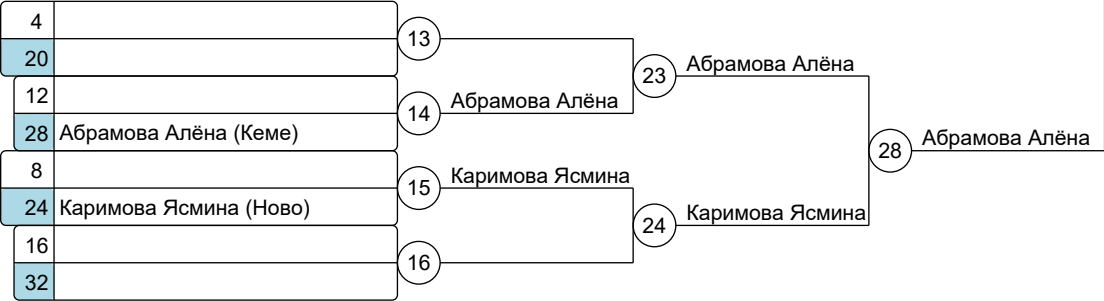 4
20
13
12
28 Абрамова Алёна (Кеме)
14
Абрамова Алёна
8
24 Каримова Ясмина (Ново)
15
Каримова Ясмина
16
32
16
23
Абрамова Алёна
24
Каримова Ясмина
28
Абрамова Алёна